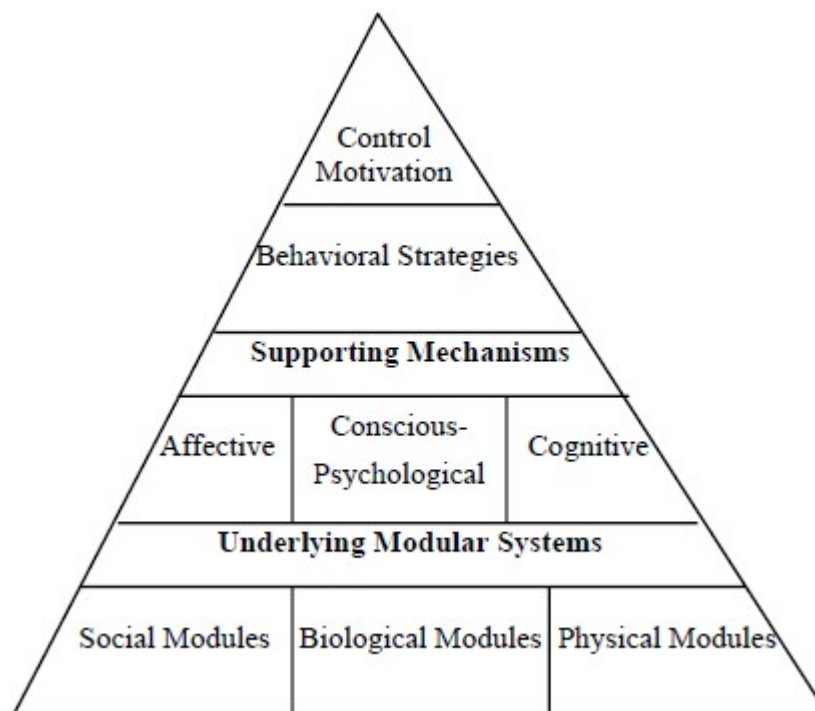 Control
Motivation
Behavioral Strategies
Supporting Mechanisms
Affective
Conscious-
Psychological
Cognitive
Underlying Modular Systems
Social Modules
Biological Modules
Physical Modules